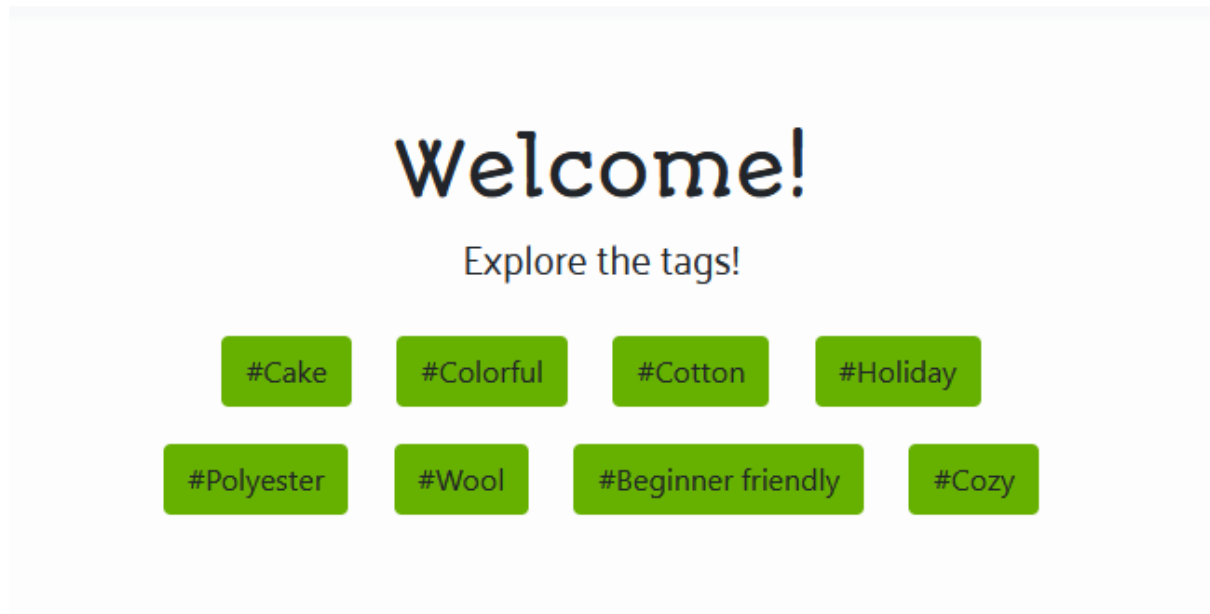 Welcome!
Explore the tags!
#Cake #Colorful #Cotton #Holiday
#Polyester #Wool #Beginner friendly #Cozy